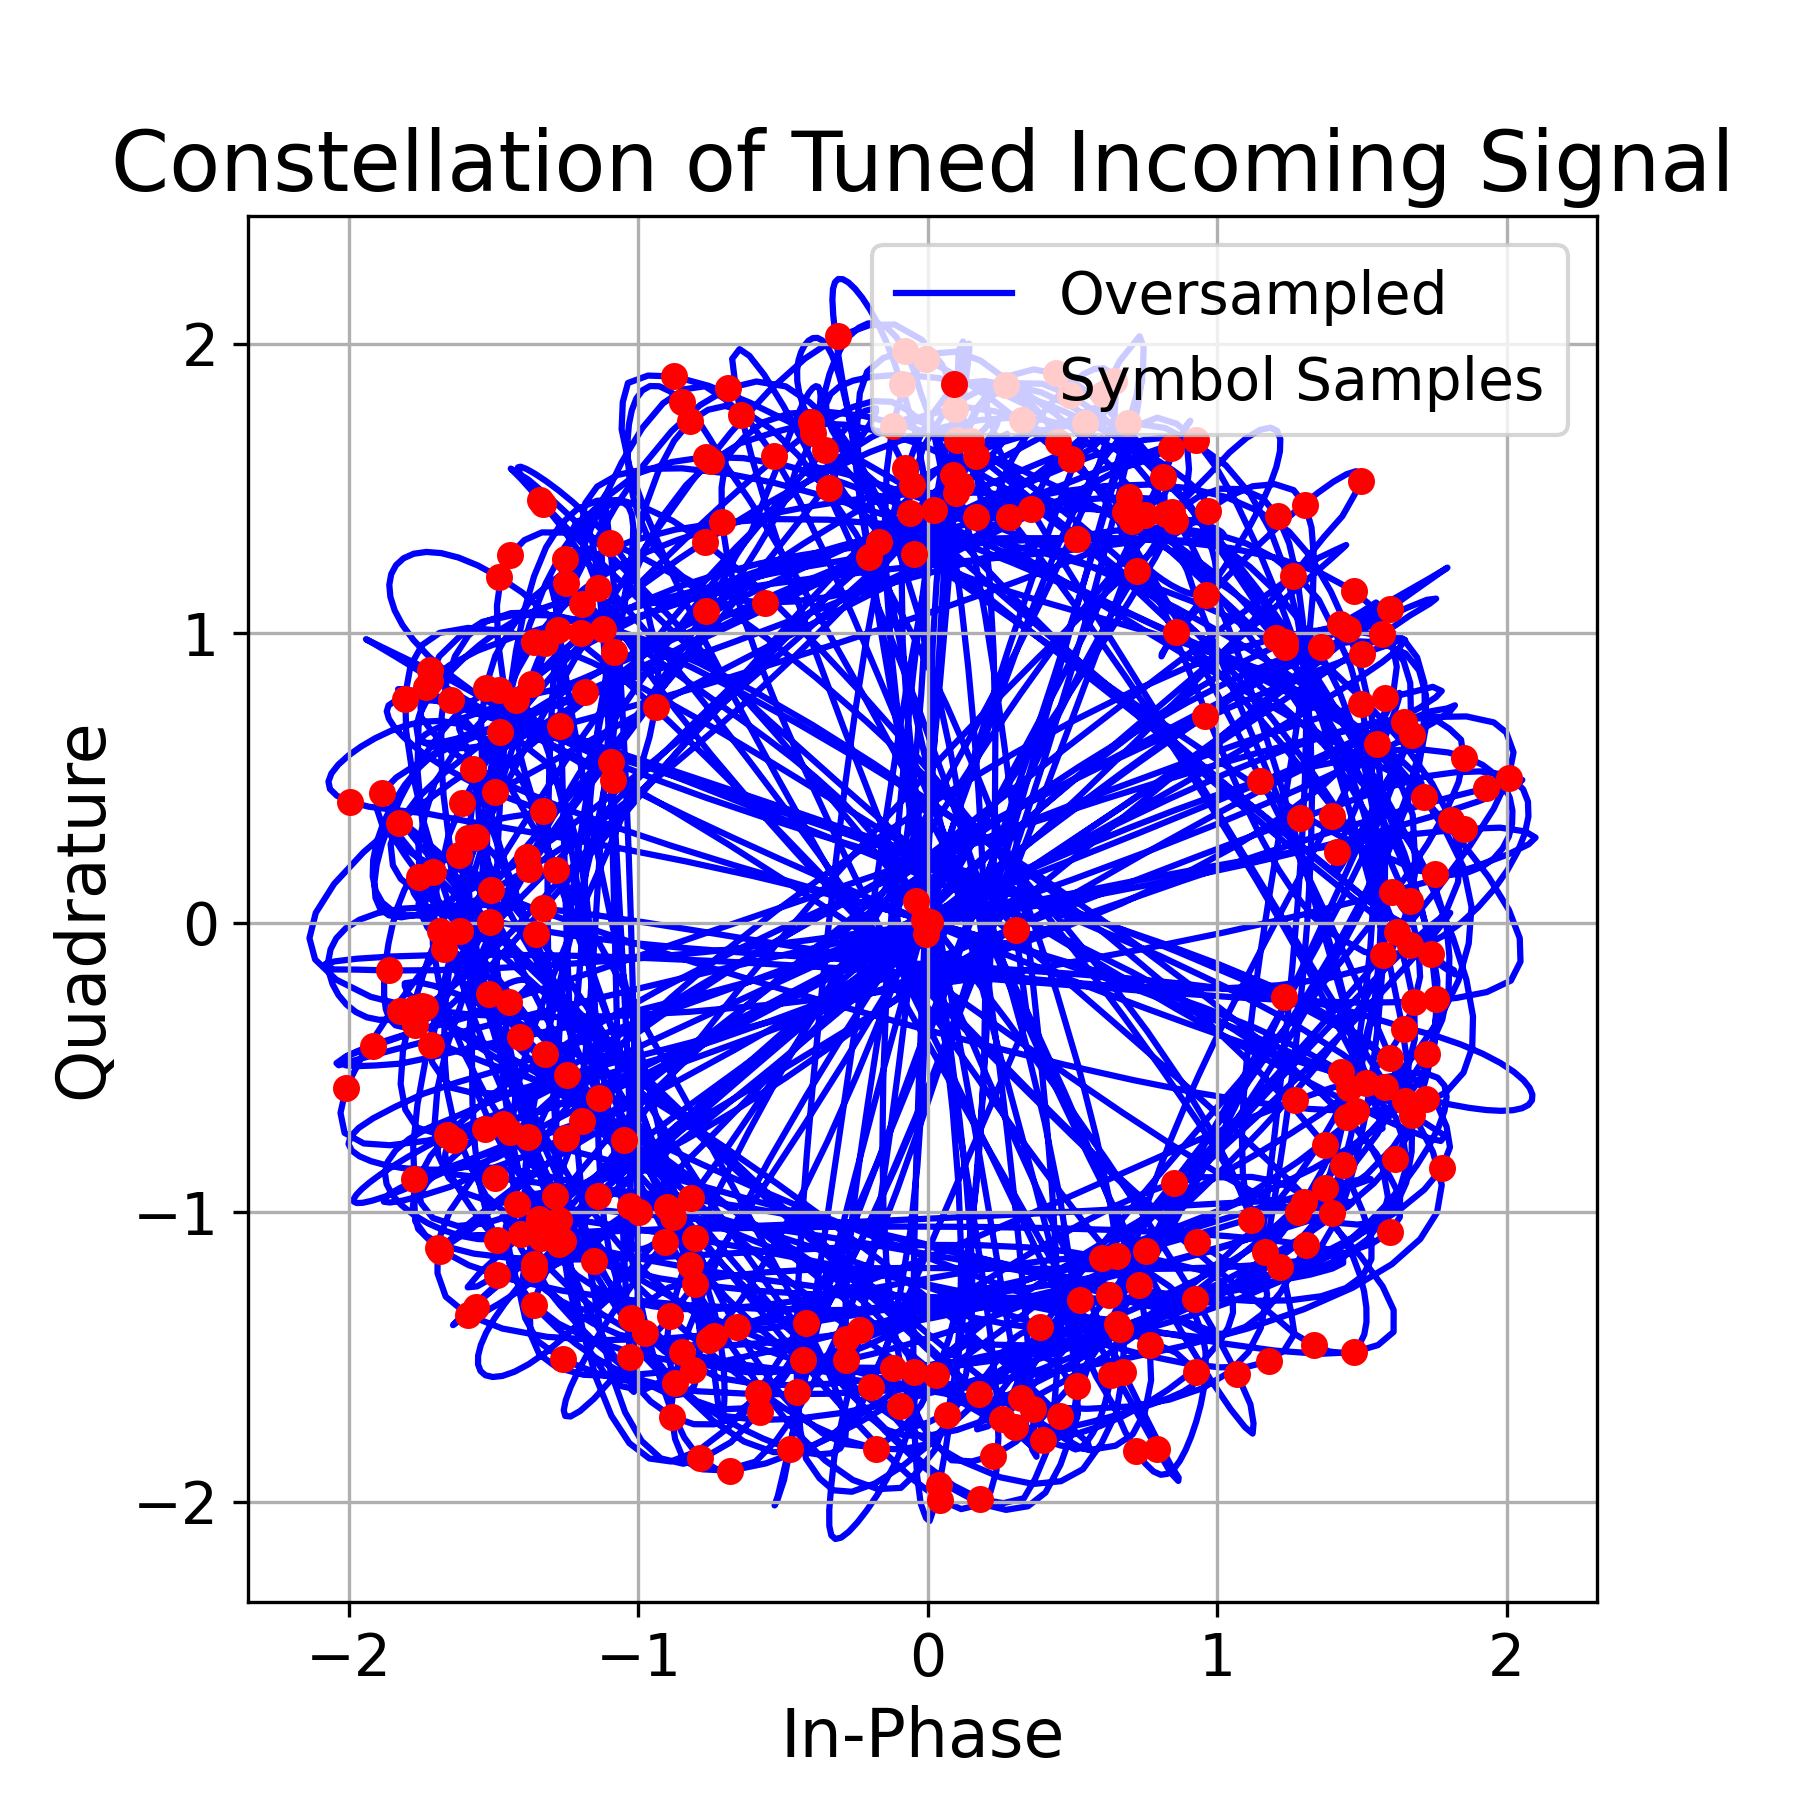 Constellation of Tuned Incoming Signal
Oversampled
Symbol Samples
2
1
0
−1
−2
Quadrature
−2
−1
0
1
2
In-Phase